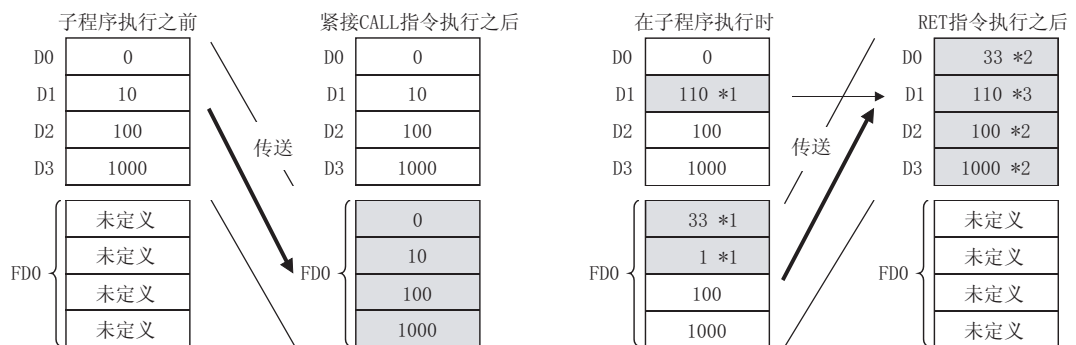 子程序执行之前
D0 0
D1 10
D2 100
D3 1000
FD0
未定义
未定义
未定义
未定义
传送
紧接CALL指令执行之后
D0 0
D1 10
D2 100
D3 1000
FD0
0
10
100
1000
在子程序执行时
D0 0
D1 110 *1
D2 100
D3 1000
FD0
33 *1
1 *1
100
1000
传送
RET指令执行之后
D0 33 *2
D1 110 *3
D2 100 *2
D3 1000 *2
FD0
未定义
未定义
未定义
未定义